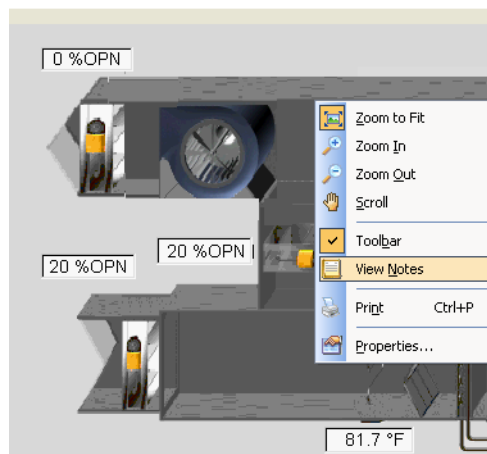 0 %OPN
Zoom to Fit
Zoom In
Zoom Out
Scroll
Toolbar
20 %OPN
20 %OPN
View Notes
Print Ctrl+P
Properties...
81.7 °F